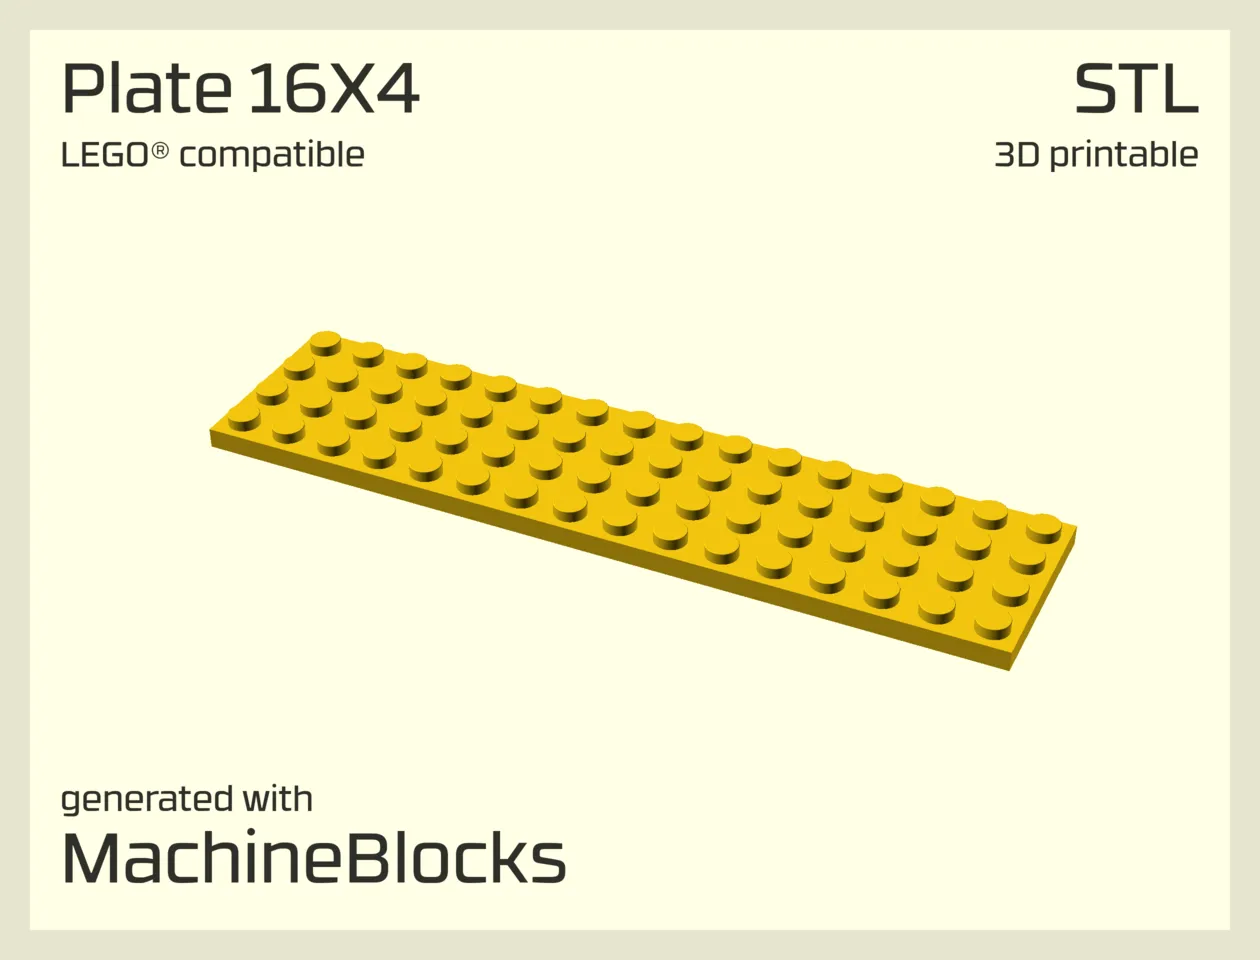 Plate 16X4
LEGO® compatible
STL
3D printable
generated with
MachineBlocks